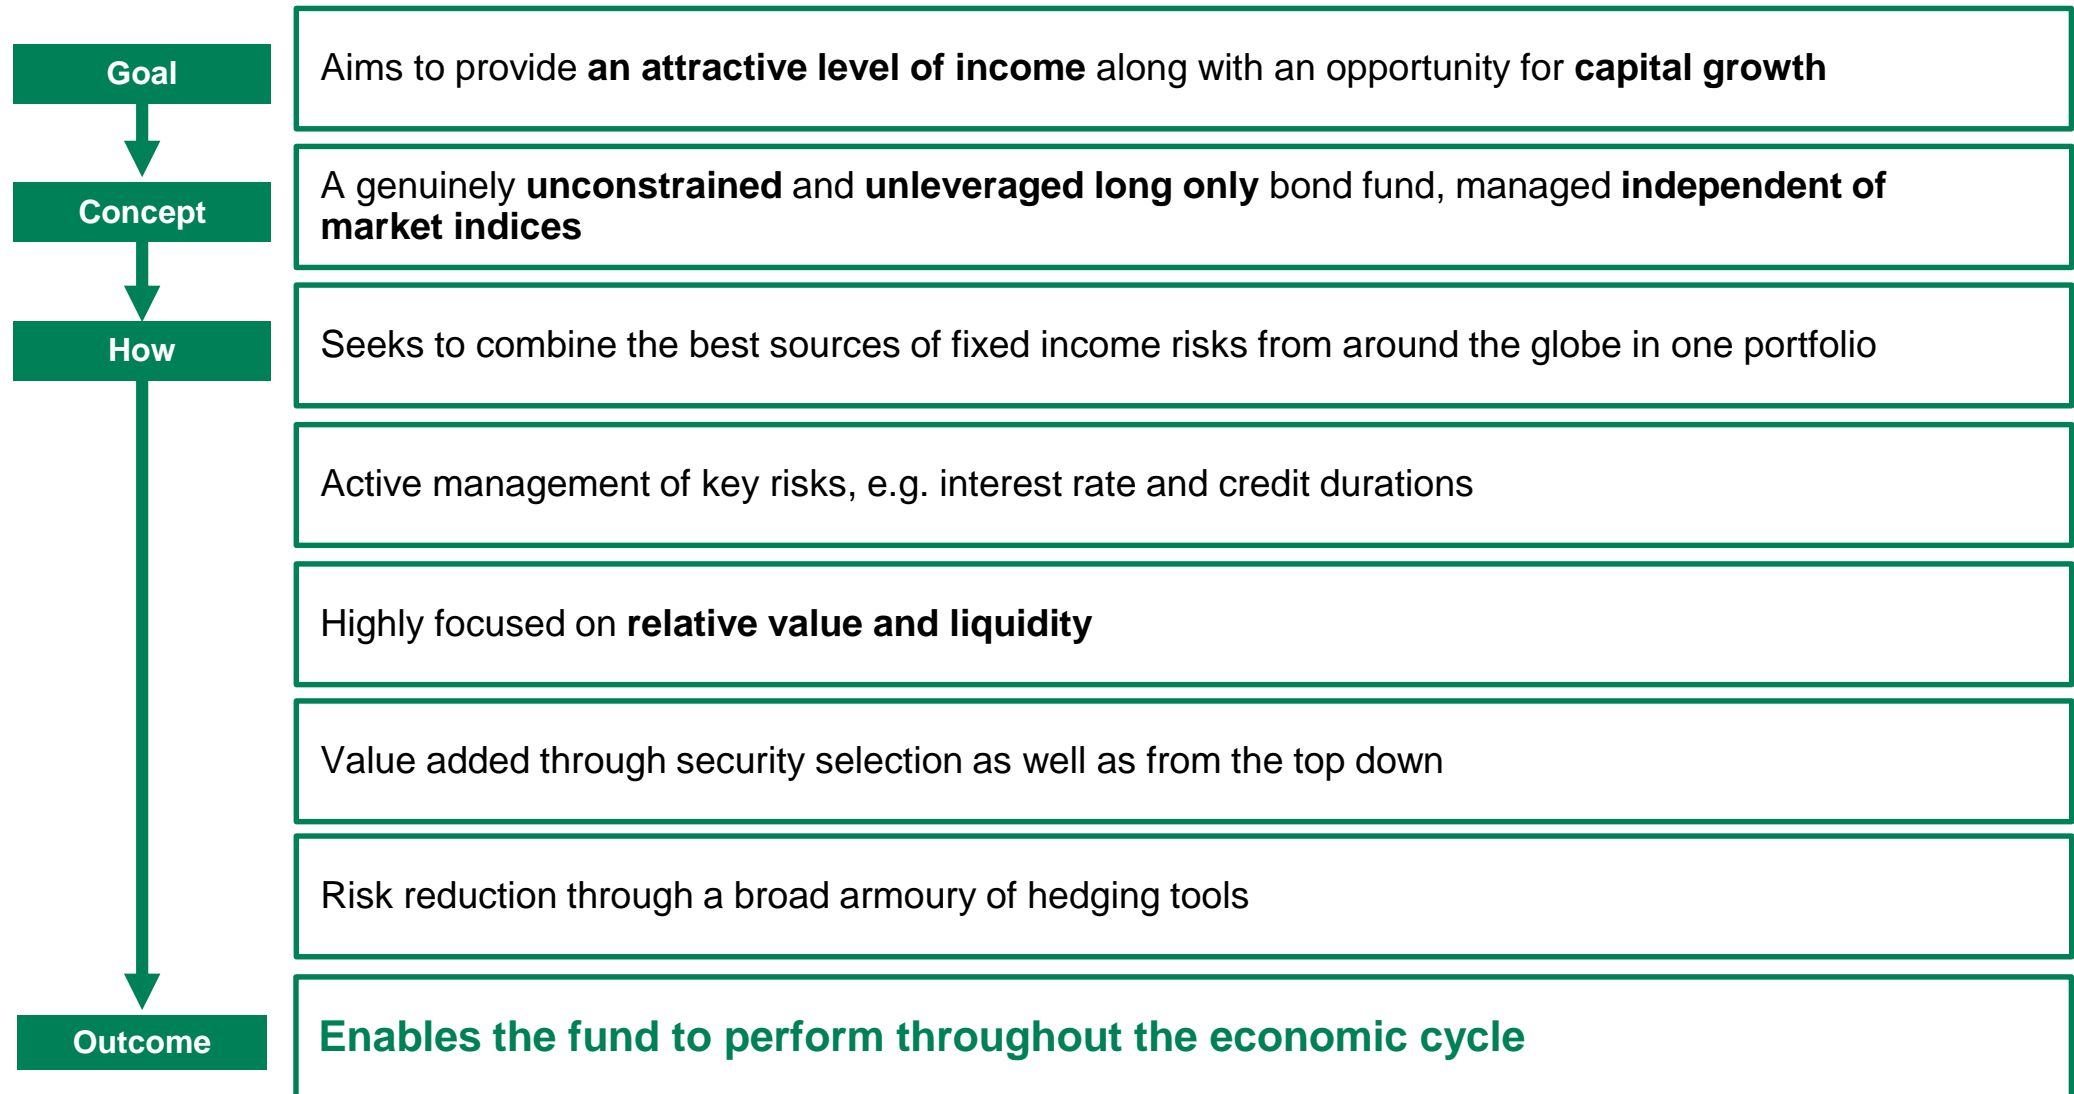 Goal
Aims to provide an attractive level of income along with an opportunity for capital growth
Concept
A genuinely unconstrained and unleveraged long only bond fund, managed independent of
market indices
How
Seeks to combine the best sources of fixed income risks from around the globe in one portfolio
Active management of key risks, e.g. interest rate and credit durations
Highly focused on relative value and liquidity
Value added through security selection as well as from the top down
Risk reduction through a broad armoury of hedging tools
Outcome
Enables the fund to perform throughout the economic cycle